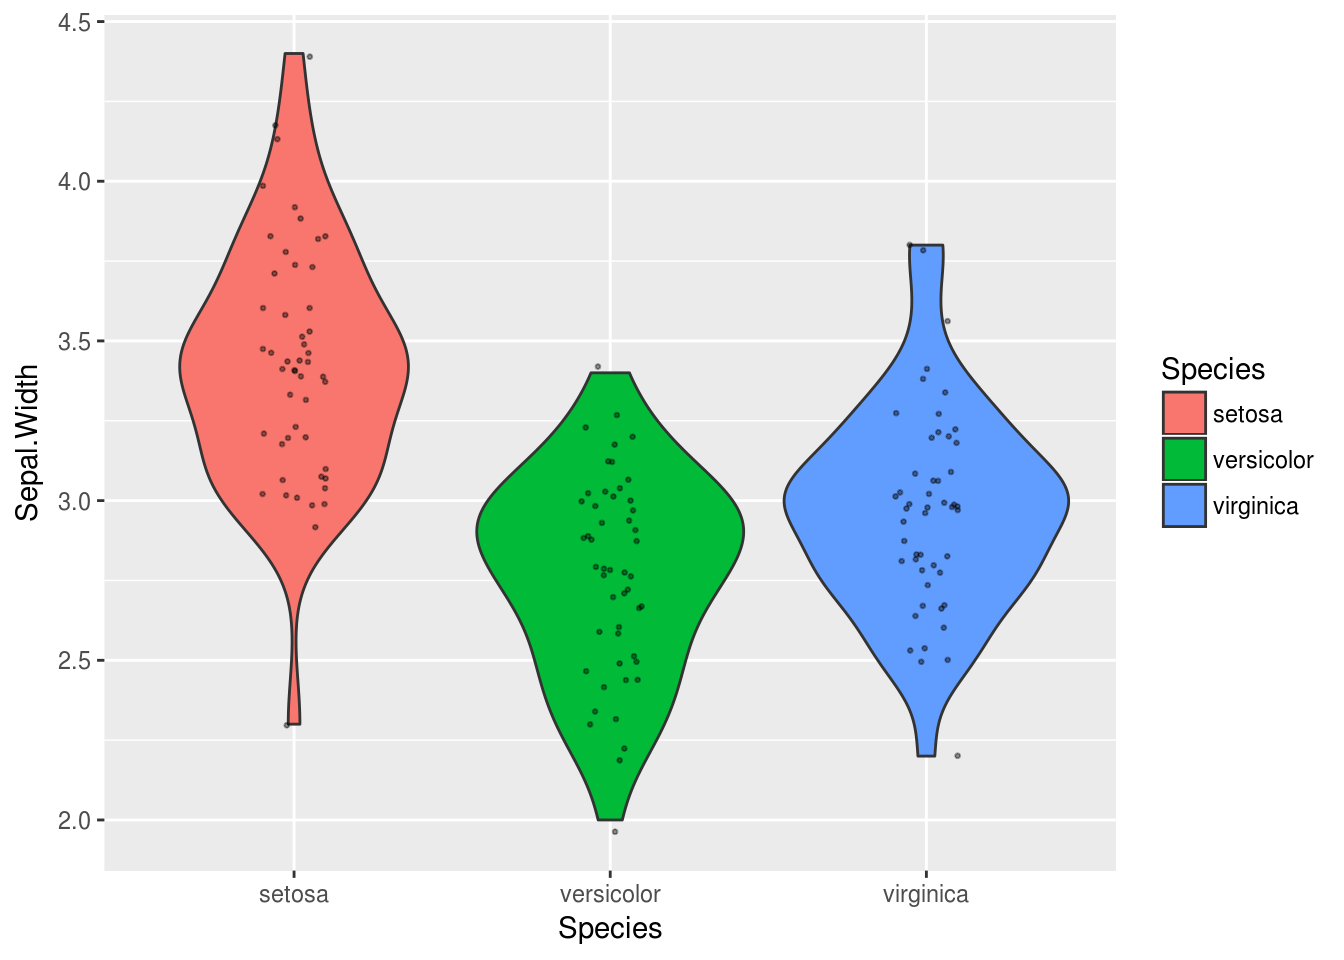 4.5
4.0
3.5
3.0
2.5
2.0
Sepal.Width
setosa
versicolor
virginica
Species
Species
setosa
versicolor
virginica